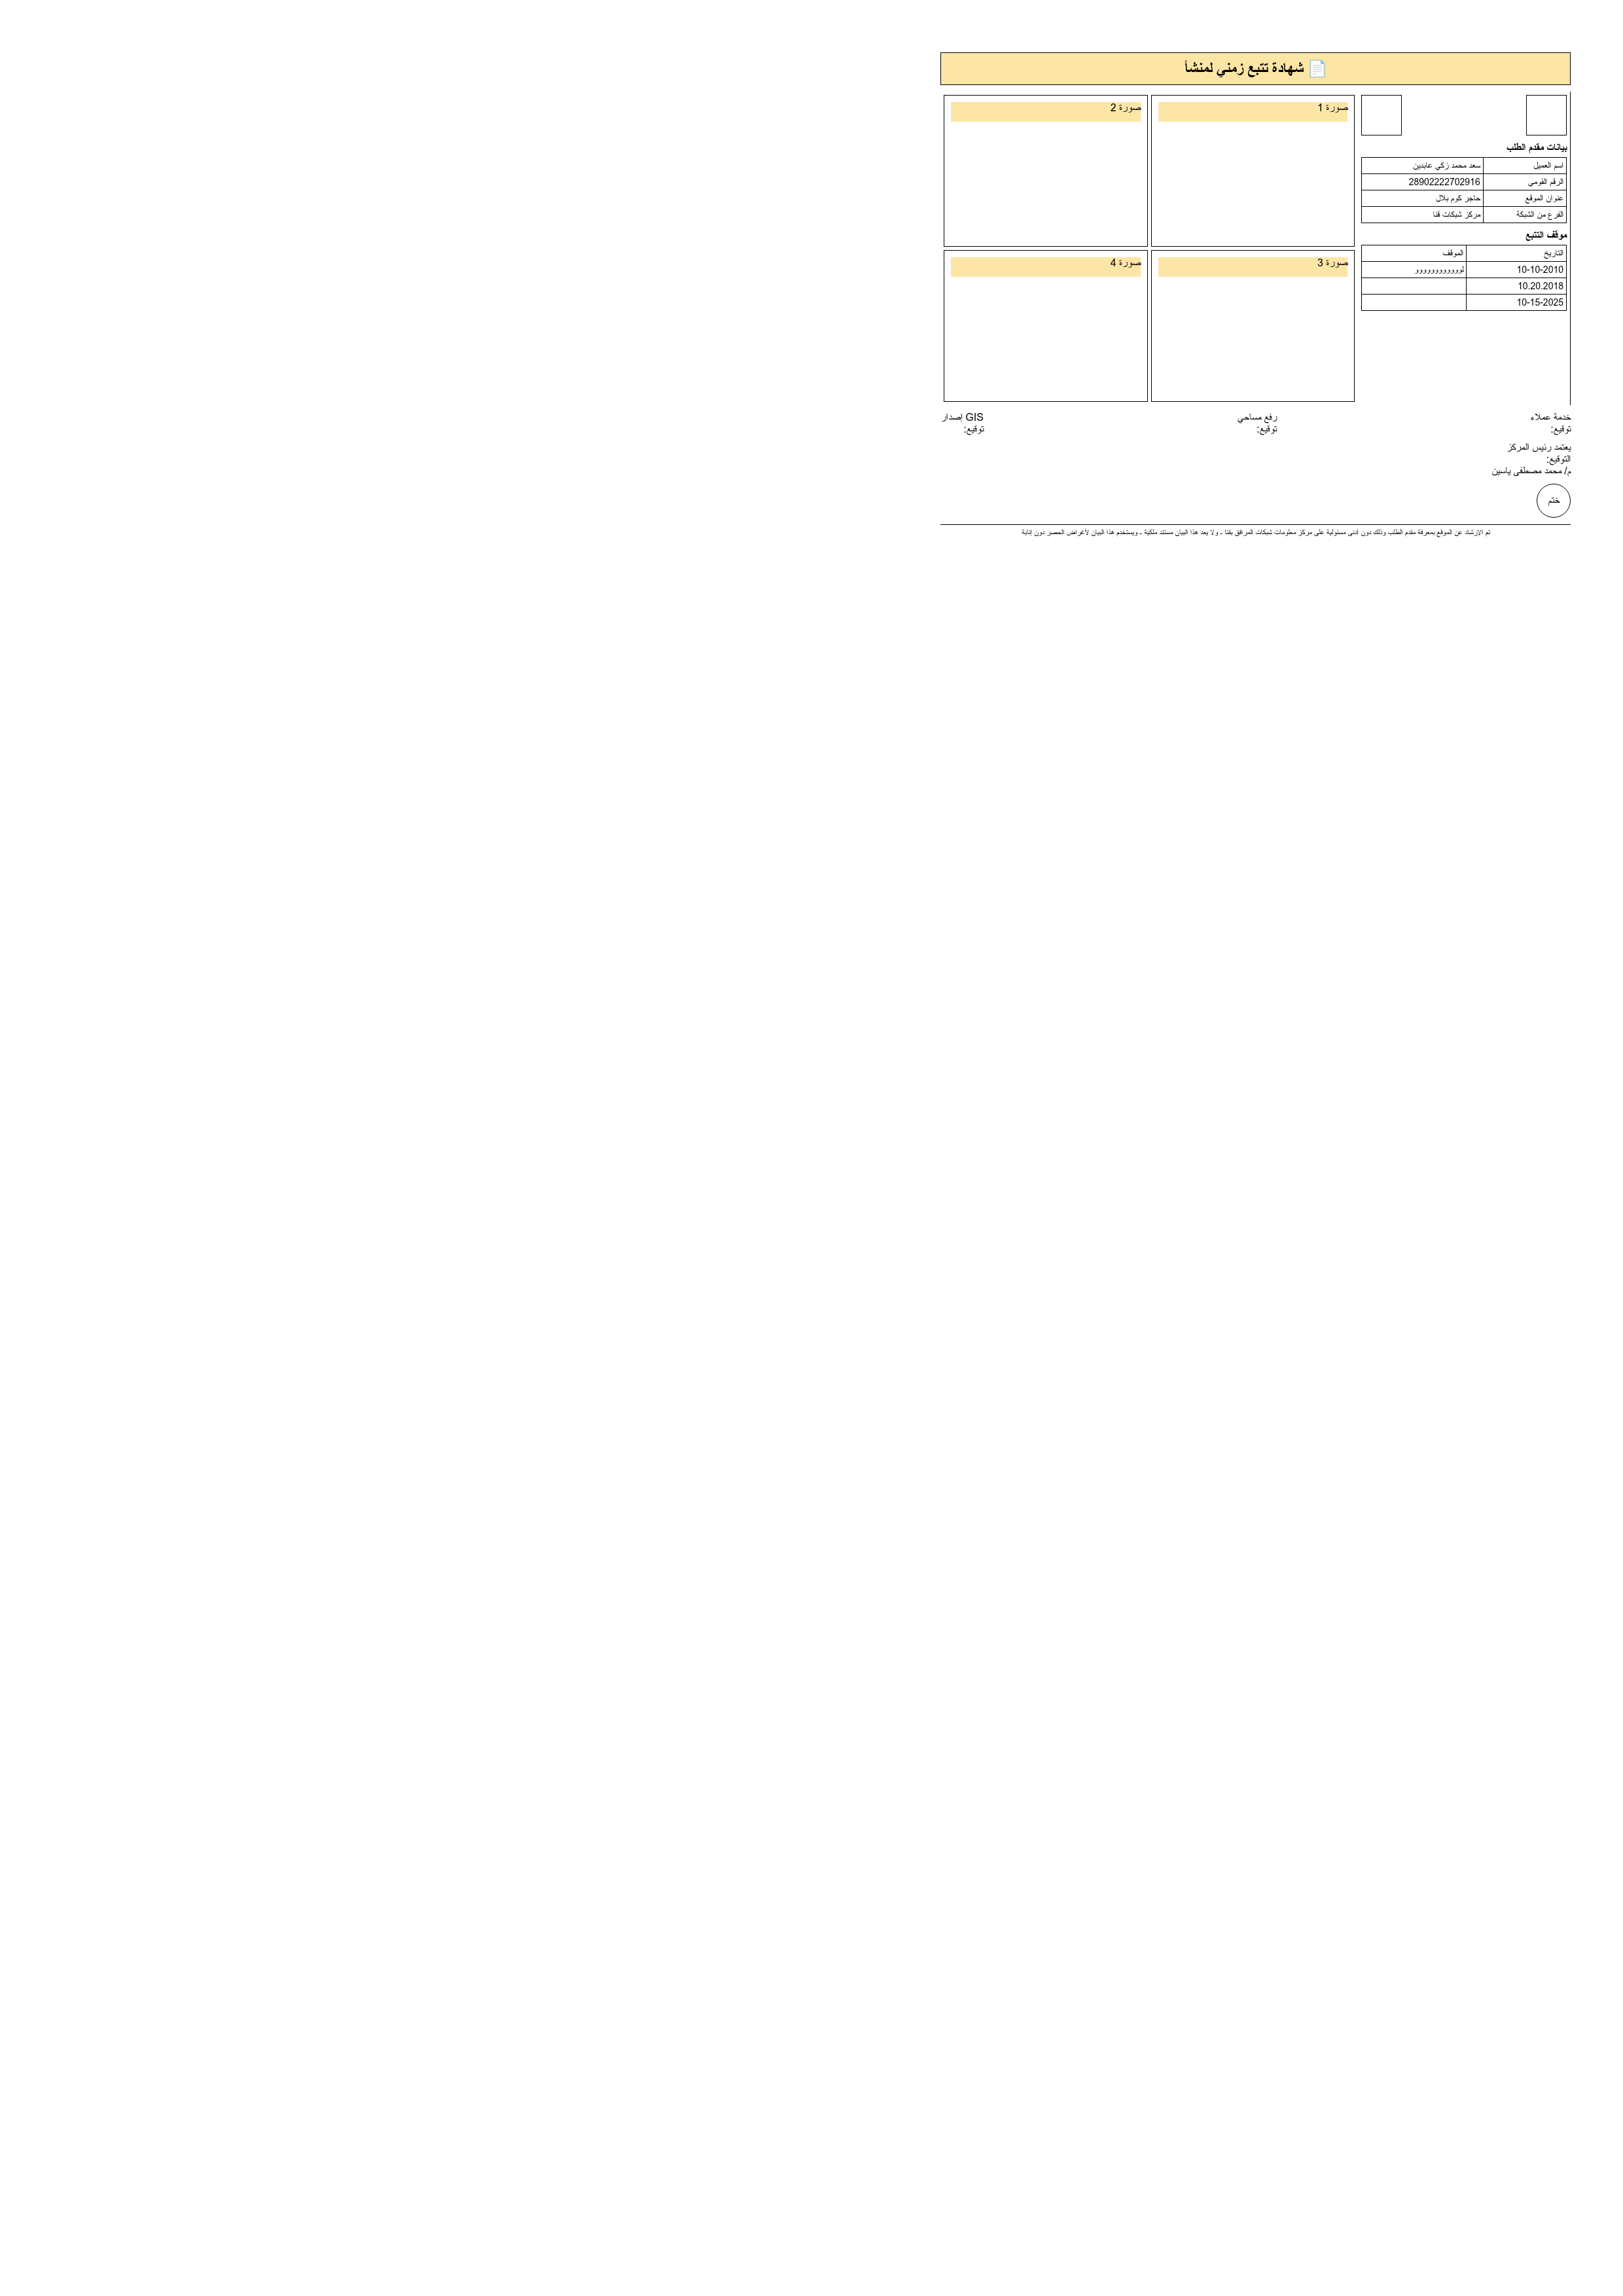 📄 شهادة تتبع زمني لمنشأ
بيانات مقدم الطلب
اسم العميل سعد محمد زكي عابدين
الرقم القومي 28902222702916
عنوان الموقع حاجر كوم بلال
الفرع من الشبكة مركز شبكات قنا
موقف التتبع
التاريخ الموقف
10-10-2010 لوووووووووو
10.20.2018
10-15-2025
صورة 1
صورة 2
صورة 3
صورة 4
خدمة عملاء
توقيع:
رفع مساحي
توقيع:
GIS إصدار
توقيع:
يعتمد رئيس المركز
التوقيع:
م/ محمد مصطفى ياسين
ختم
تم الإرشاد عن الموقع بمعرفة مقدم الطلب وذلك دون أدنى مسئولية على مركز معلومات شبكات المرافق بقنا - ولا يعد هذا البيان مستند ملكية - ويستخدم هذا البيان لأغراض الحصر دون إنابة